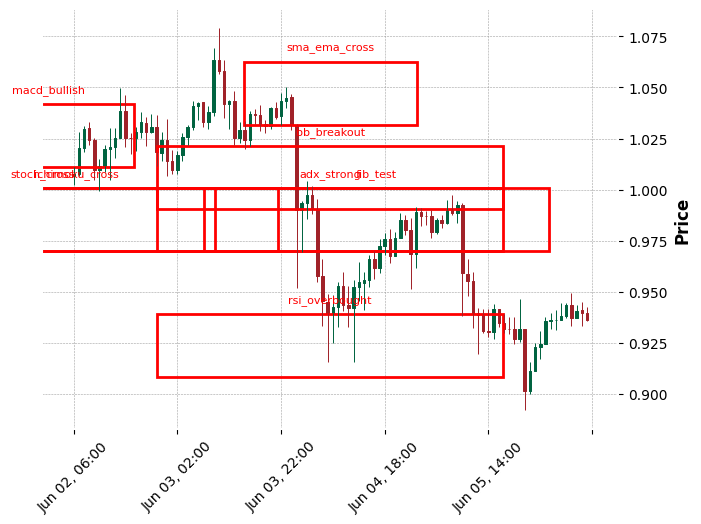 sma_ema_cross
macd_bullish
bb_breakout
adx_strong
fib_test
rsi_overbought
1.075
1.050
1.025
1.000
0.975
0.950
0.925
0.900
Price
Jun 02, 06:00
Jun 03, 02:00
Jun 03, 22:00
Jun 04, 18:00
Jun 05, 14:00